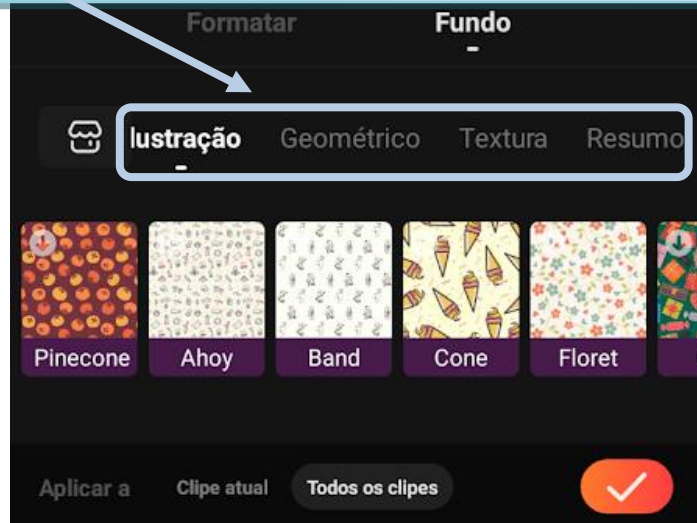 Formatar Fundo
lustração Geométrico Textura Resumo
Pinecone Ahoy Band Cone Floret
Aplicar a Clipe atual Todos os clipes